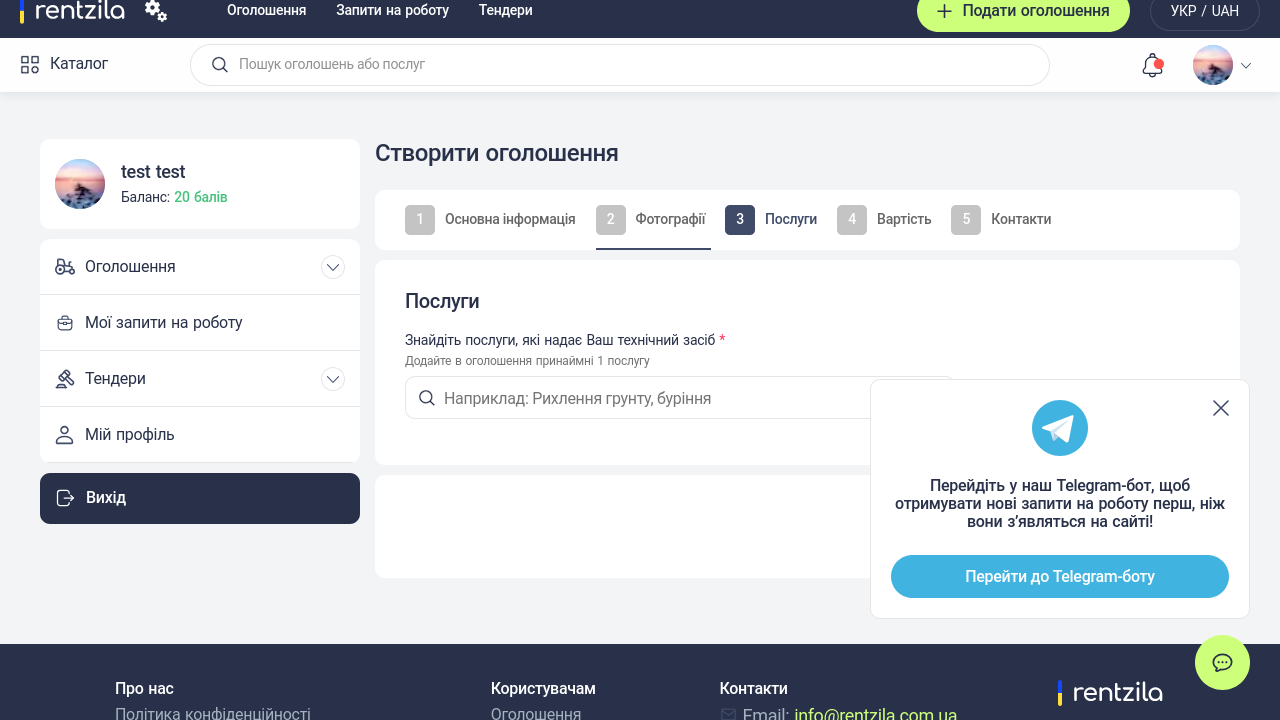 rentzila
Оголошення
Запити на роботу
Тендери
Подати оголошення
УКР / UAH
Каталог
Пошук оголошень або послуг
test test
Баланс: 20 балів
Оголошення
Мої запити на роботу
Тендери
Мій профіль
Вихід
Створити оголошення
1 Основна інформація
2 Фотографії
3 Послуги
4 Вартість
5 Контакти
Послуги
Знайдіть послуги, які надає Ваш технічний засіб *
Додайте в оголошення принаймні 1 послугу
Наприклад: Рихлення грунту, буріння
Перейдіть у наш Telegram-бот, щоб
отримувати нові запити на роботу перш, ніж
вони з’являться на сайті!
Перейти до Telegram-боту
Про нас
Політика конфіденційності
Користувачам
Оголошення
Контакти
Email: info@rentzila.com.ua
rentzila